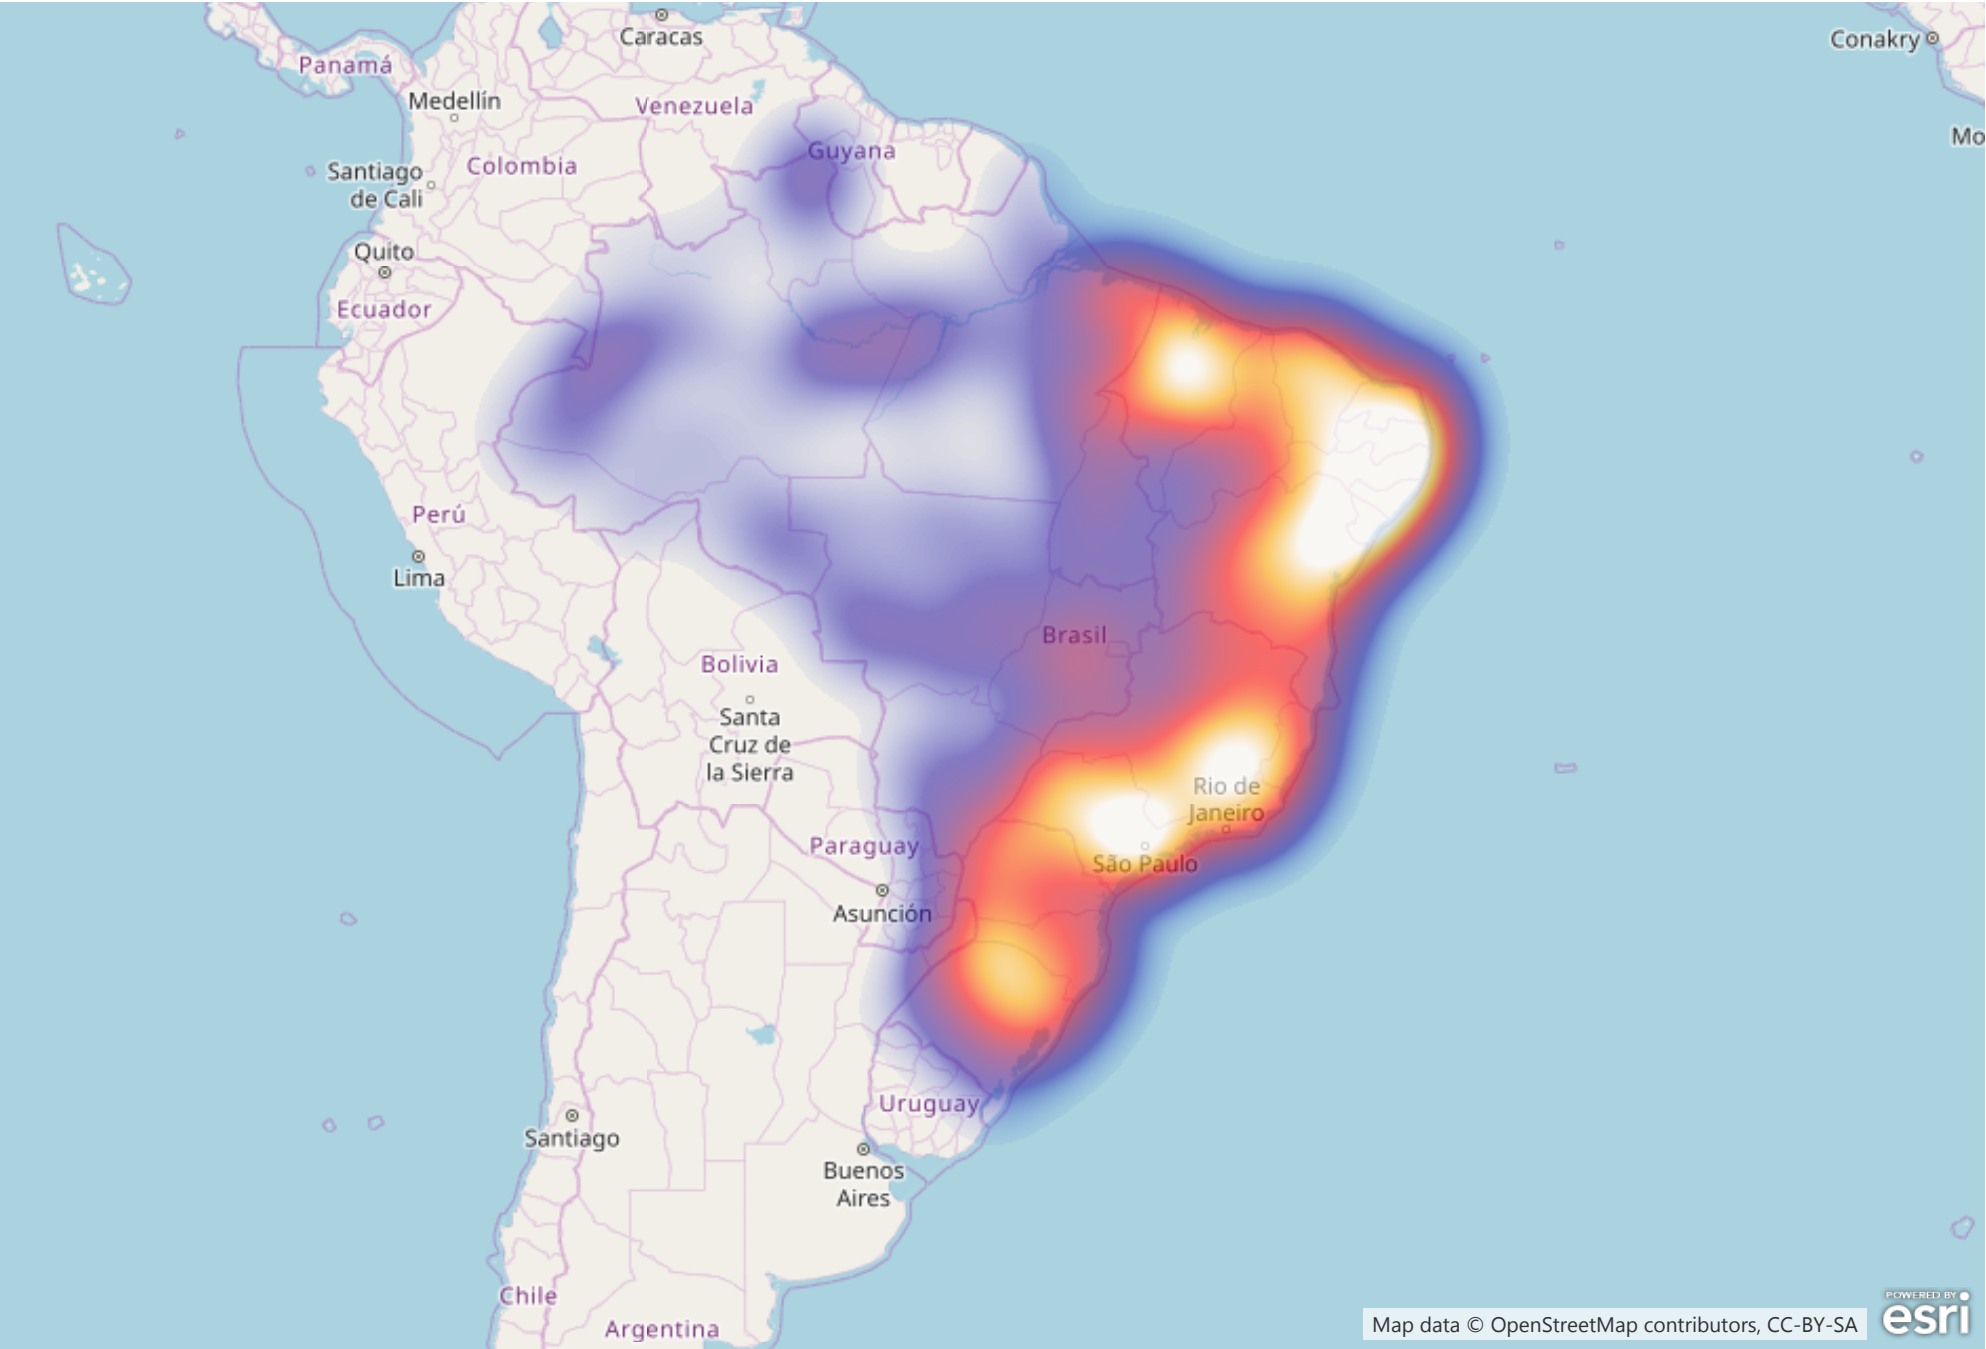 Caracas
Conakry
Panamá
Medellín
Venezuela
Mo
Guyana
Colombia
Santiago
de Cali
Quito
Ecuador
Perú
Lima
Brasil
Bolivia
Santa
Cruz de
la Sierra
Rio de
Janeiro
Paraguay
São Paulo
Asunción
Uruguay
Santiago
Buenos
Aires
Chile
Argentina
POWERED BY
esri
Map data © OpenStreetMap contributors, CC-BY-SA